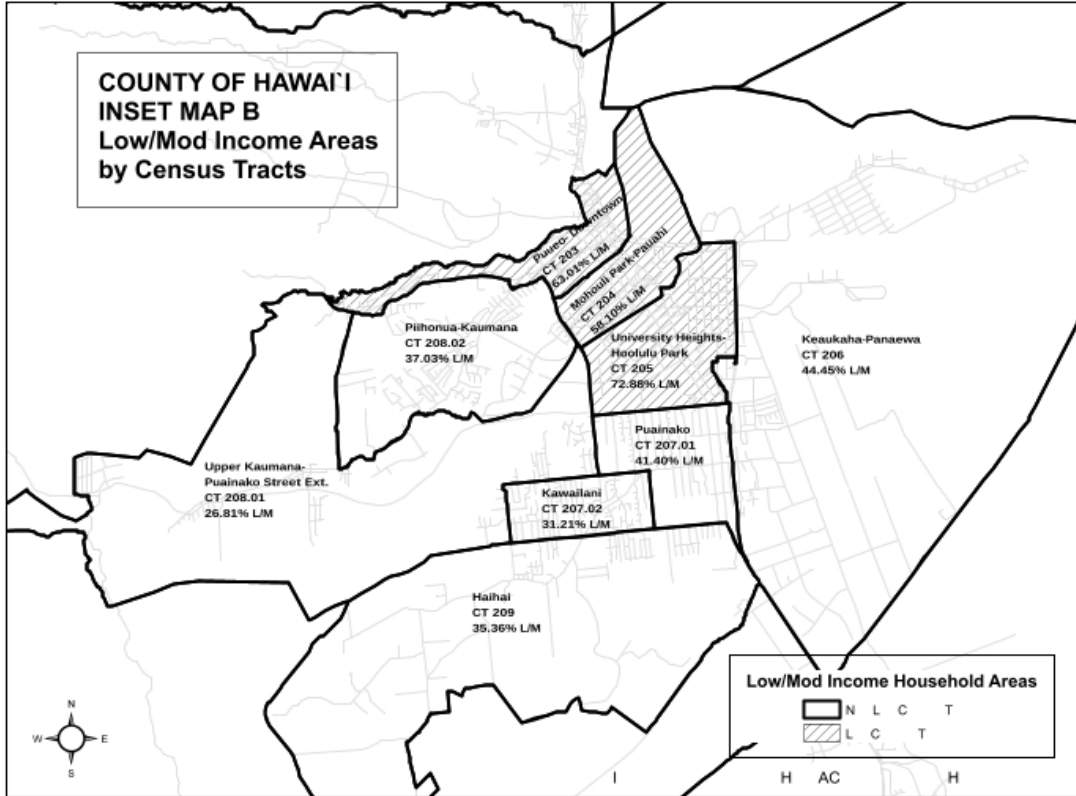 COUNTY OF HAWAI`I
INSET MAP B
Low/Mod Income Areas
by Census Tracts
Puueo- Downtown
CT 203
63.01% L/M
Mohouli Park-Pauahi
CT 204
58.10% L/M
Piihonua-Kaumana
CT 208.02
37.03% L/M
University Heights-
Hoolulu Park
CT 205
72.88% L/M
Keaukaha-Panaewa
CT 206
44.45% L/M
Puainako
CT 207.01
41.40% L/M
Upper Kaumana-
Puainako Street Ext.
CT 208.01
26.81% L/M
Kawailani
CT 207.02
31.21% L/M
Haihai
CT 209
35.36% L/M
Low/Mod Income Household Areas
N L C T
L C T
N
W E
S
I H AC H